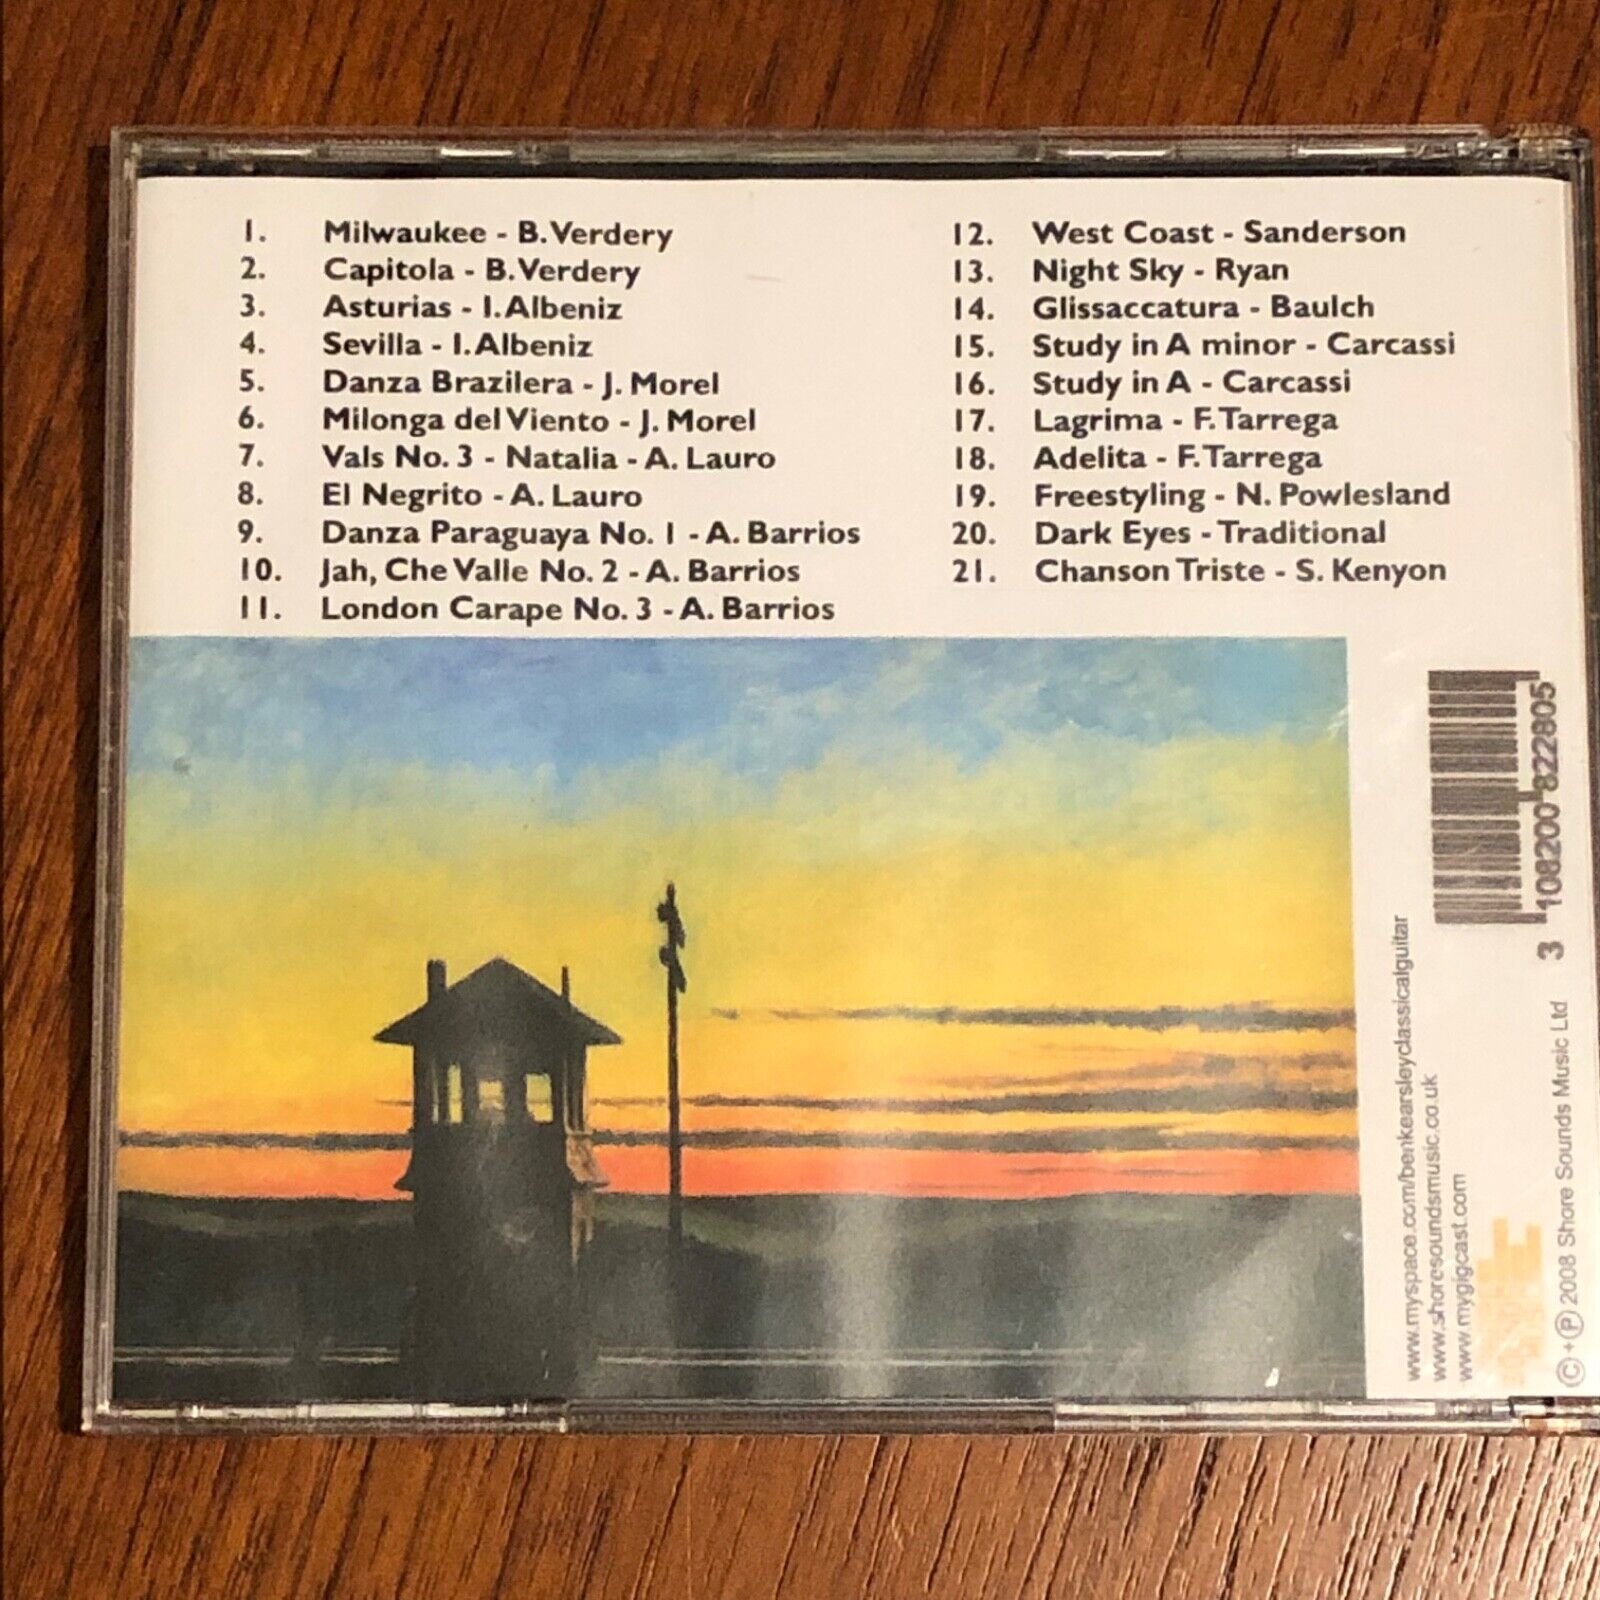 1. Milwaukee - B. Verdery
2. Capitola - B. Verdery
3. Asturias - I. Albeniz
4. Sevilla - I. Albeniz
5. Danza Brazilera - J. Morel
6. Milonga del Viento - J. Morel
7. Vals No. 3 - Natalia - A. Lauro
8. El Negrito - A. Lauro
9. Danza Paraguaya No. 1 - A. Barrios
10. Jah, Che Valle No. 2 - A. Barrios
11. London Carape No. 3 - A. Barrios
12. West Coast - Sanderson
13. Night Sky - Ryan
14. Glissaccatura - Baulch
15. Study in A minor - Carcassi
16. Study in A - Carcassi
17. Lagrima - F. Tarrega
18. Adelita - F. Tarrega
19. Freestyling - N. Powlesland
20. Dark Eyes - Traditional
21. Chanson Triste - S. Kenyon
www.myspace.com/benkearsleyclassicalguitar
www.shoresoundsmusic.co.uk
www.mygigcast.com
3 108200 822805
©+℗ 2008 Shore Sounds Music Ltd